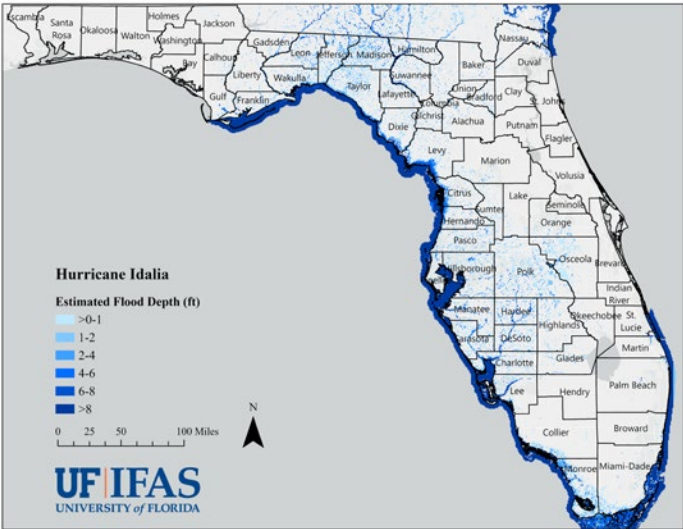 Escambia
Santa
Rosa
Okaloosa
Walton
Holmes
Washington
Bay
Jackson
Calhoun
Gulf
Gadsden
Liberty
Franklin
Leon
Wakulla
Jefferson
Madison
Taylor
Hamilton
Suwannee
Lafayette
Columbia
Dixie
Gilchrist
Baker
Union
Bradford
Alachua
Levy
Nassau
Duval
Clay
St. Johns
Putnam
Flagler
Marion
Volusia
Citrus
Sumter
Lake
Seminole
Hernando
Orange
Pasco
Hillsborough
Polk
Osceola
Brevard
Indian
River
Manatee
Hardee
Highlands
Okeechobee
St.
Lucie
Sarasota
DeSoto
Martin
Charlotte
Glades
Lee
Hendry
Palm Beach
Collier
Broward
Monroe
Miami-Dade
Hurricane Idalia
Estimated Flood Depth (ft)
>0-1
1-2
2-4
4-6
6-8
>8
0 25 50 100 Miles
N
UF|IFAS
UNIVERSITY of FLORIDA